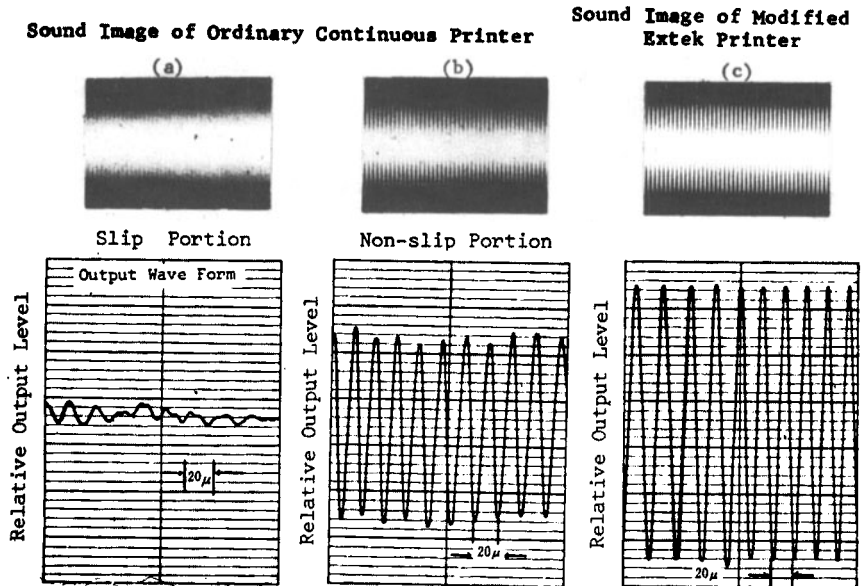 Sound Image of Ordinary Continuous Printer
Sound Image of Modified
Extek Printer
(a)
(b)
(c)
Slip Portion
Non-slip Portion
Output Wave Form
Relative Output Level
20μ
Relative Output Level
20μ
Relative Output Level
20μ